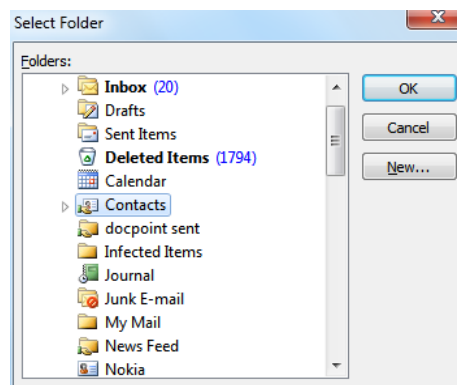 Select Folder
Folders:
Inbox (20)
Drafts
Sent Items
Deleted Items (1794)
Calendar
Contacts
docpoint sent
Infected Items
Journal
Junk E-mail
My Mail
News Feed
Nokia
OK
Cancel
New...